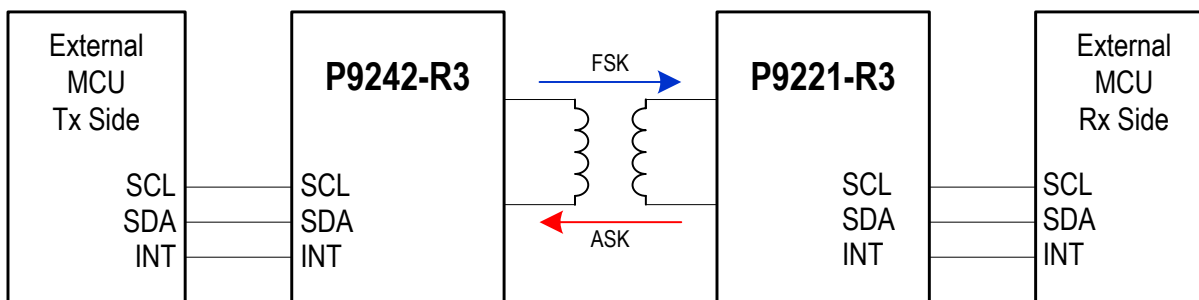 External
MCU
Tx Side
SCL
SDA
INT
P9242-R3
SCL
SDA
INT
FSK
ASK
P9221-R3
SCL
SDA
INT
External
MCU
Rx Side
SCL
SDA
INT